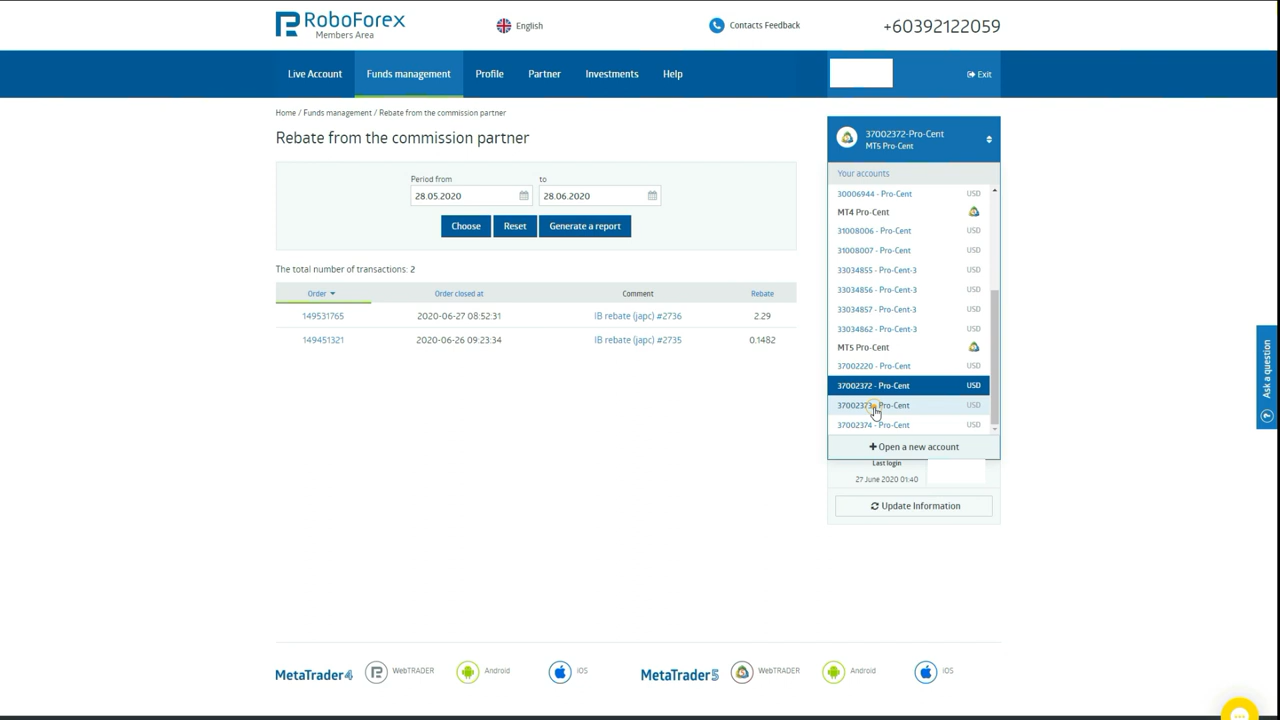 RoboForex
Members Area
English
Contacts Feedback
+60392122059
Live Account
Funds management
Profile
Partner
Investments
Help
Exit
Home / Funds management / Rebate from the commission partner
Rebate from the commission partner
Period from
to
28.05.2020
28.06.2020
Choose
Reset
Generate a report
The total number of transactions: 2
Order
Order closed at
Comment
Rebate
149531765
2020-06-27 08:52:31
IB rebate (japc) #2736
2.29
149451321
2020-06-26 09:23:34
IB rebate (japc) #2735
0.1482
37002372-Pro-Cent
MT5 Pro-Cent
Your accounts
30006944 - Pro-Cent USD
MT4 Pro-Cent
31008006 - Pro-Cent USD
31008007 - Pro-Cent USD
33034855 - Pro-Cent-3 USD
33034856 - Pro-Cent-3 USD
33034857 - Pro-Cent-3 USD
33034862 - Pro-Cent-3 USD
MT5 Pro-Cent
37002220 - Pro-Cent USD
37002372 - Pro-Cent USD
Pro-Cent USD
37002374 - Pro-Cent USD
Open a new account
Last login
27 June 2020 01:40
Update Information
Ask a question
MetaTrader4
WebTRADER
Android
iOS
MetaTrader5
WebTRADER
Android
iOS